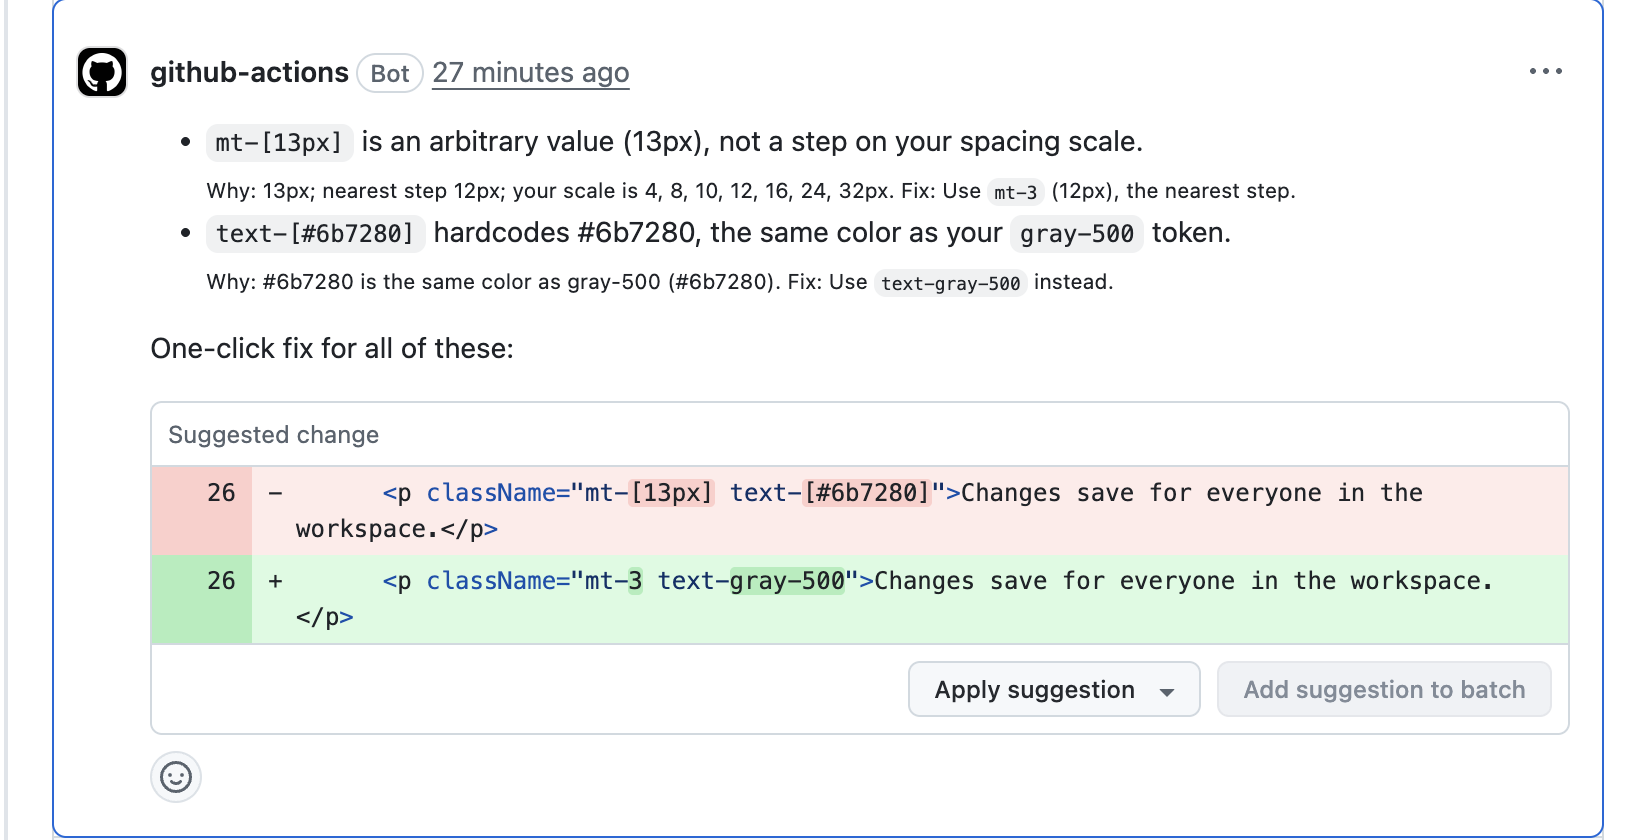 github-actions Bot 27 minutes ago
mt-[13px] is an arbitrary value (13px), not a step on your spacing scale.
Why: 13px; nearest step 12px; your scale is 4, 8, 10, 12, 16, 24, 32px. Fix: Use mt-3 (12px), the nearest step.
text-[#6b7280] hardcodes #6b7280, the same color as your gray-500 token.
Why: #6b7280 is the same color as gray-500 (#6b7280). Fix: Use text-gray-500 instead.
One-click fix for all of these:
Suggested change
26 - <p className="mt-[13px] text-[#6b7280]">Changes save for everyone in the
workspace.</p>
26 + <p className="mt-3 text-gray-500">Changes save for everyone in the workspace.
</p>
Apply suggestion Add suggestion to batch